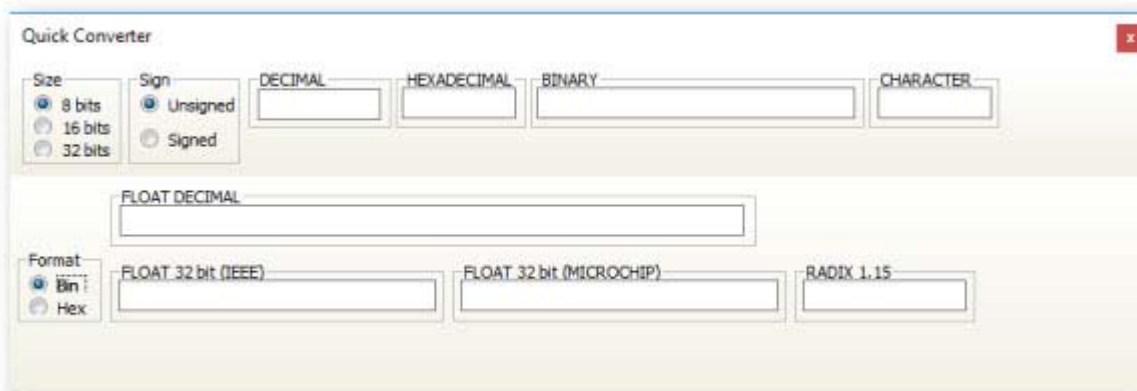 Quick Converter
x
Size
8 bits
16 bits
32 bits
Sign
Unsigned
Signed
DECIMAL
HEXADECIMAL
BINARY
CHARACTER
FLOAT DECIMAL
Format
Bin
Hex
FLOAT 32 bit (IEEE)
FLOAT 32 bit (MICROCHIP)
RADIX 1.15